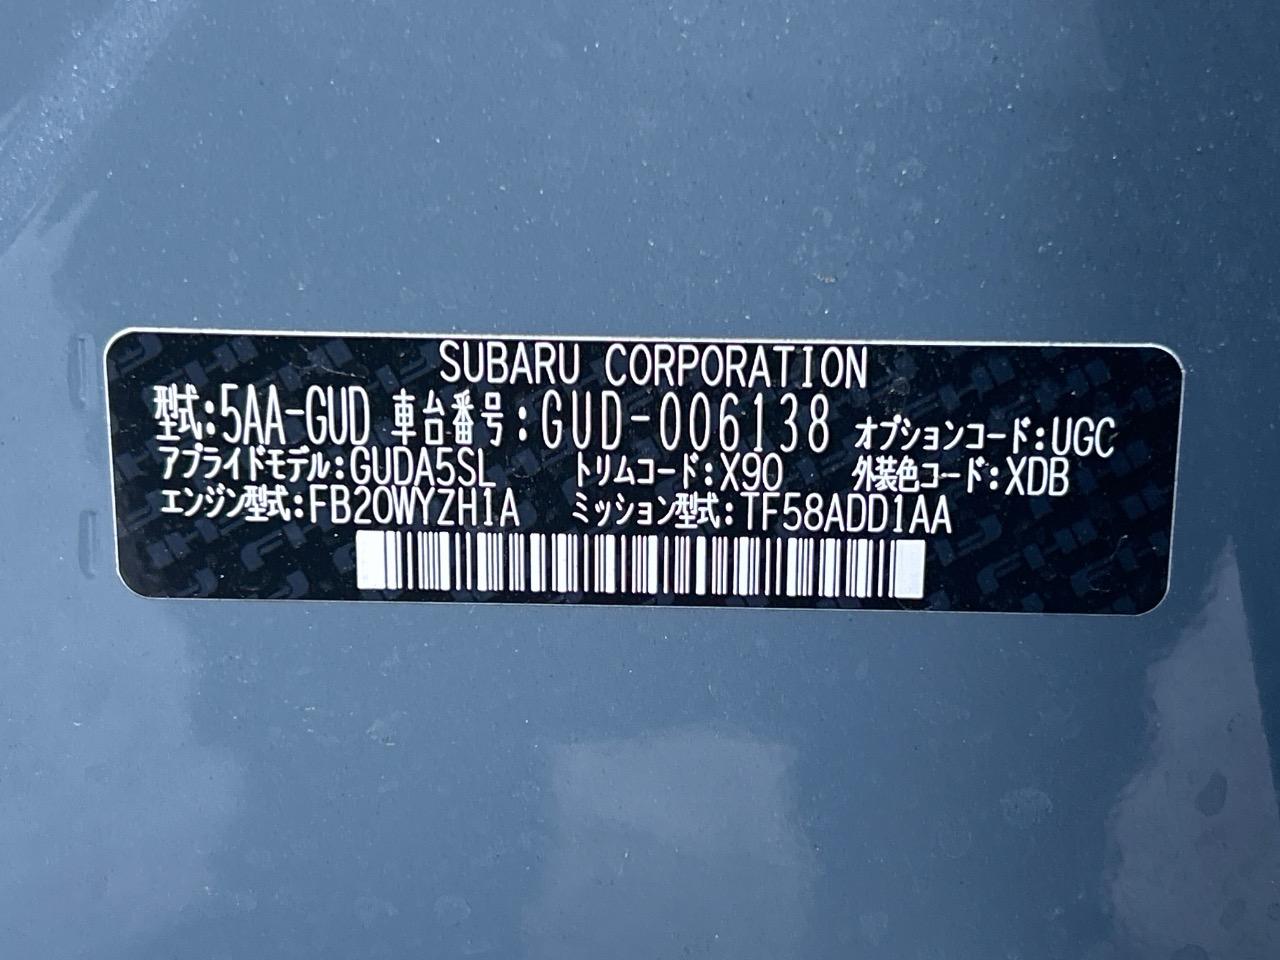 SUBARU CORPORATION
型式:5AA-GUD 車台番号:GUD-006138 オプションコード:UGC
アプライドモデル:GUDA5SL トリムコード:X90 外装色コード:XDB
エンジン型式:FB20WYZH1A ミッション型式:TF58ADD1AA